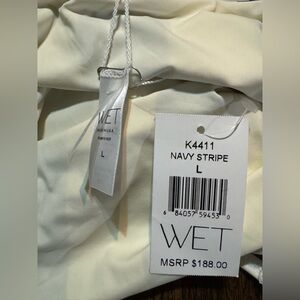 WET
L
K4411
NAVY STRIPE
L
6 84057 59453 0
WET
MSRP $188.00